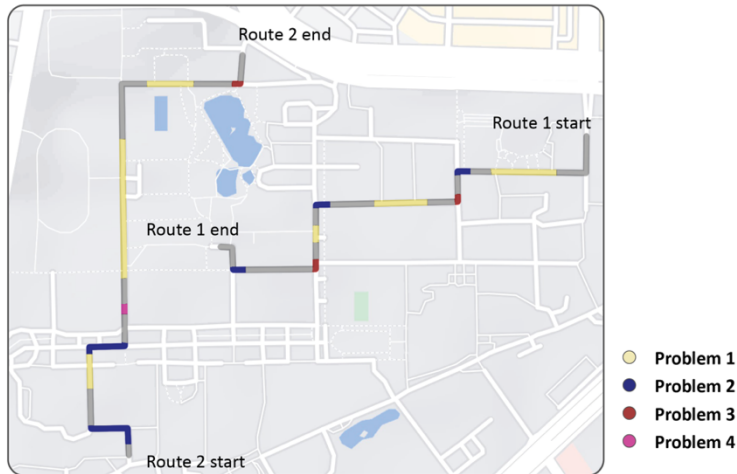 Route 2 end
Route 1 start
Route 1 end
Route 2 start
Problem 1
Problem 2
Problem 3
Problem 4